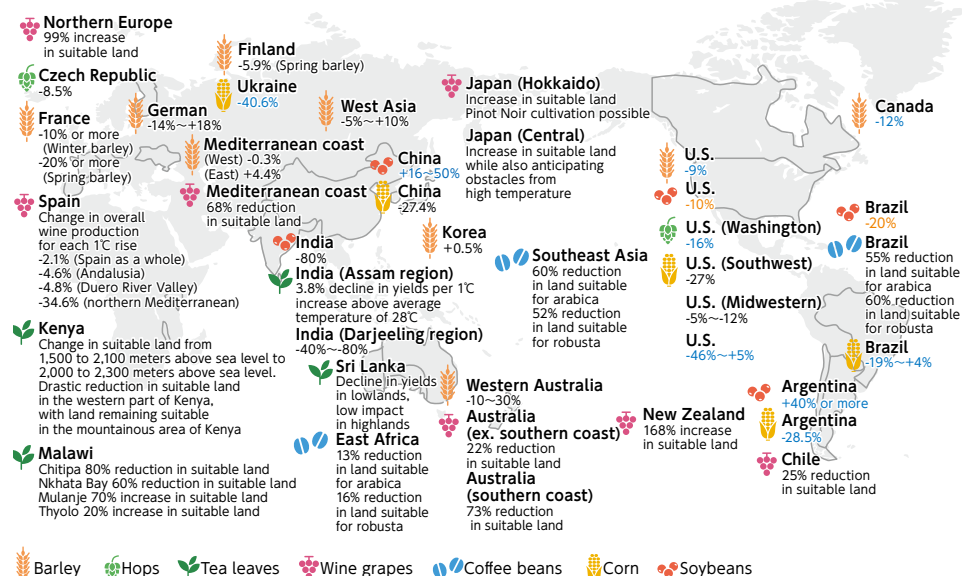 Northern Europe
99% increase
in suitable land
Czech Republic
-8.5%
France
-10% or more
(Winter barley)
-20% or more
(Spring barley)
Spain
Change in overall
wine production
for each 1℃ rise
-2.1% (Spain as a whole)
-4.6% (Andalusia)
-4.8% (Duero River Valley)
-34.6% (northern Mediterranean)
Kenya
Change in suitable land from
1,500 to 2,100 meters above sea level to
2,000 to 2,300 meters above sea level.
Drastic reduction in suitable land
in the western part of Kenya,
with land remaining suitable
in the mountainous area of Kenya
Malawi
Chitipa 80% reduction in suitable land
Nkhata Bay 60% reduction in suitable land
Mulanje 70% increase in suitable land
Thyolo 20% increase in suitable land
Finland
-5.9% (Spring barley)
Ukraine
-40.6%
German
-14%~+18%
West Asia
-5%~+10%
Mediterranean coast
(West) -0.3%
(East) +4.4%
Mediterranean coast
68% reduction
in suitable land
China
+16~50%
China
-27.4%
Korea
+0.5%
India
-80%
India (Assam region)
3.8% decline in yields per 1℃
increase above average
temperature of 28℃
India (Darjeeling region)
-40%~-80%
Sri Lanka
Decline in yields
in lowlands,
low impact
in highlands
East Africa
13% reduction
in land suitable
for arabica
16% reduction
in land suitable
for robusta
Japan (Hokkaido)
Increase in suitable land
Pinot Noir cultivation possible
Japan (Central)
Increase in suitable land
while also anticipating
obstacles from
high temperature
Southeast Asia
60% reduction
in land suitable
for arabica
52% reduction
in land suitable
for robusta
Western Australia
-10~30%
Australia
(ex. southern coast)
22% reduction
in suitable land
Australia
(southern coast)
73% reduction
in suitable land
New Zealand
168% increase
in suitable land
Canada
-12%
U.S.
-9%
U.S.
-10%
U.S. (Washington)
-16%
U.S. (Southwest)
-27%
U.S. (Midwestern)
-5%~-12%
U.S.
-46%~+5%
Brazil
-20%
Brazil
55% reduction
in land suitable
for arabica
60% reduction
in land suitable
for robusta
Brazil
-19%~+4%
Argentina
+40% or more
Argentina
-28.5%
Chile
25% reduction
in suitable land
Barley Hops Tea leaves Wine grapes Coffee beans Corn Soybeans